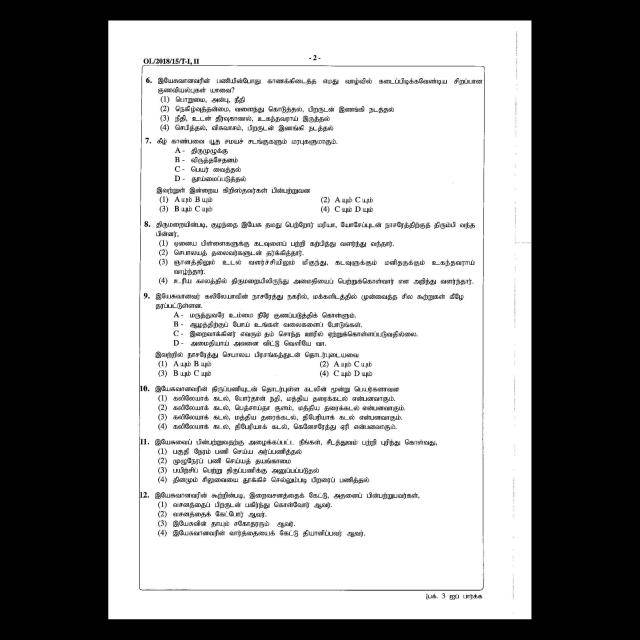 OL/2018/15/T-I, II
- 2 -
6. இயேசுவானவரின் பணியின்போது காணக்கிடைத்த எமது வாழ்வில் கடைப்பிடிக்கவேண்டிய சிறப்பான
குணவியல்புகள் யாவை?
(1) பொறுமை, அன்பு, நீதி
(2) நெகிழ்வுத்தன்மை, வளைந்து கொடுத்தல், பிறருடன் இணங்கி நடத்தல்
(3) நீதி, உடன் தீர்வுகாணல், உகந்தவராய் இருத்தல்
(4) செபித்தல், விசுவாசம், பிறருடன் இணங்கி நடத்தல்
7. கீழ் காண்பவை யூத சமயச் சடங்குகளும் மரபுகளுமாகும்.
A - திருமுழுக்கு
B - விருத்தசேதனம்
C - பெயர் வைத்தல்
D - தூய்மைப்படுத்தல்
இவற்றுள் இன்றைய கிறிஸ்தவர்கள் பின்பற்றுவன
(1) A யும் B யும் (2) A யும் C யும்
(3) B யும் C யும் (4) C யும் D யும்
8. திருமறையின்படி, குழந்தை இயேசு தமது பெற்றோர் மரியா, யோசேப்புடன் நாசரேத்திற்குத் திரும்பி வந்த
பின்னர்,
(1) ஏனைய பிள்ளைகளுக்கு கடவுளைப் பற்றி கற்பித்து வளர்ந்து வந்தார்.
(2) செபாலயத் தலைவர்களுடன் தர்க்கித்தார்.
(3) ஞானத்திலும் உடல் வளர்ச்சியிலும் மிகுந்து, கடவுளுக்கும் மனிதருக்கும் உகந்தவராய்
வாழ்ந்தார்.
(4) உரிய காலத்தில் திருமறையிலிருந்து அமைதியைப் பெற்றுக்கொள்வார் என அறிந்து வளர்ந்தார்.
9. இயேசுவானவர் கலிலேயாவின் நாசரேத்து நகரில், மக்களிடத்தில் முன்வைத்த சில கூற்றுகள் கீழே
தரப்பட்டுள்ளன.
A - மருத்துவரே உம்மை நீரே குணப்படுத்திக் கொள்ளும்.
B - ஆழத்திற்குப் போய் உங்கள் வலைகளைப் போடுங்கள்.
C - இறைவாக்கினர் எவரும் தம் சொந்த ஊரில் ஏற்றுக்கொள்ளப்படுவதில்லை.
D - அமைதியாய் அவனை விட்டு வெளியே வா.
இவற்றில் நாசரேத்து செபாலய பிரசங்கத்துடன் தொடர்புடையவை
(1) A யும் B யும் (2) A யும் C யும்
(3) B யும் C யும் (4) C யும் D யும்
10. இயேசுவானவரின் திருப்பணியுடன் தொடர்புள்ள கடலின் மூன்று பெயர்களாவன
(1) கலிலேயாக் கடல், யோர்தான் நதி, மத்திய தரைக்கடல் என்பனவாகும்.
(2) கலிலேயாக் கடல், பெத்சாய்தா குளம், மத்திய தரைக்கடல் என்பனவாகும்.
(3) கலிலேயாக் கடல், மத்திய தரைக்கடல், திபேரியாக் கடல் என்பனவாகும்.
(4) கலிலேயாக் கடல், திபேரியாக் கடல், கெனேசரேத்து ஏரி என்பனவாகும்.
11. இயேசுவைப் பின்பற்றுவதற்கு அழைக்கப்பட்ட நீங்கள், சீடத்துவம் பற்றி புரிந்து கொள்வது,
(1) பகுதி நேரம் பணி செய்ய அர்ப்பணித்தல்
(2) முழுநேரப் பணி செய்யத் தயங்காமை
(3) பயிற்சிப் பெற்று திருப்பணிக்கு அனுப்பப்படுதல்
(4) தினமும் சிலுவையை தூக்கிச் செல்லும்படி பிறரைப் பணித்தல்
12. இயேசுவானவரின் கூற்றின்படி, இறைவசனத்தைக் கேட்டு, அதனைப் பின்பற்றுபவர்கள்,
(1) வசனத்தைப் பிறருடன் பகிர்ந்து கொள்வோர் ஆவர்.
(2) வசனத்தைக் கேட்போர் ஆவர்.
(3) இயேசுவின் தாயும் சகோதரரும் ஆவர்.
(4) இயேசுவானவரின் வார்த்தையைக் கேட்டு தியானிப்பவர் ஆவர்.
[பக். 3 ஐப் பார்க்க